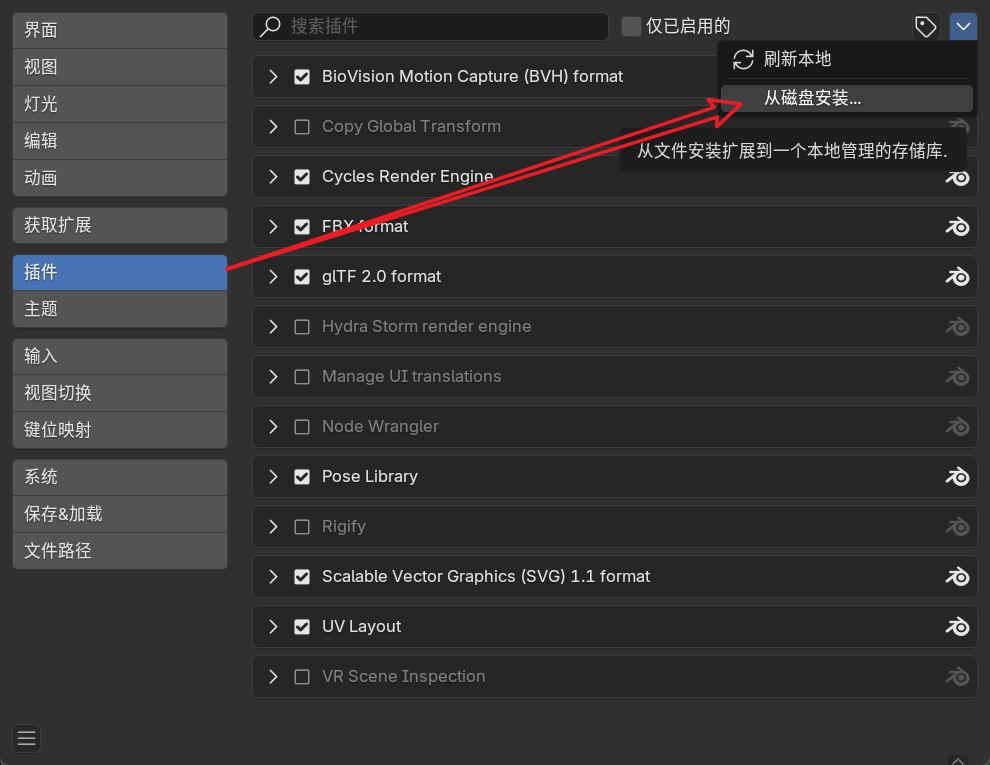 界面
视图
灯光
编辑
动画
获取扩展
插件
主题
输入
视图切换
键位映射
系统
保存&加载
文件路径
搜索插件
仅已启用的
刷新本地
从磁盘安装...
从文件安装扩展到一个本地管理的存储库.
BioVision Motion Capture (BVH) format
Copy Global Transform
Cycles Render Engine
FBX format
glTF 2.0 format
Hydra Storm render engine
Manage UI translations
Node Wrangler
Pose Library
Rigify
Scalable Vector Graphics (SVG) 1.1 format
UV Layout
VR Scene Inspection